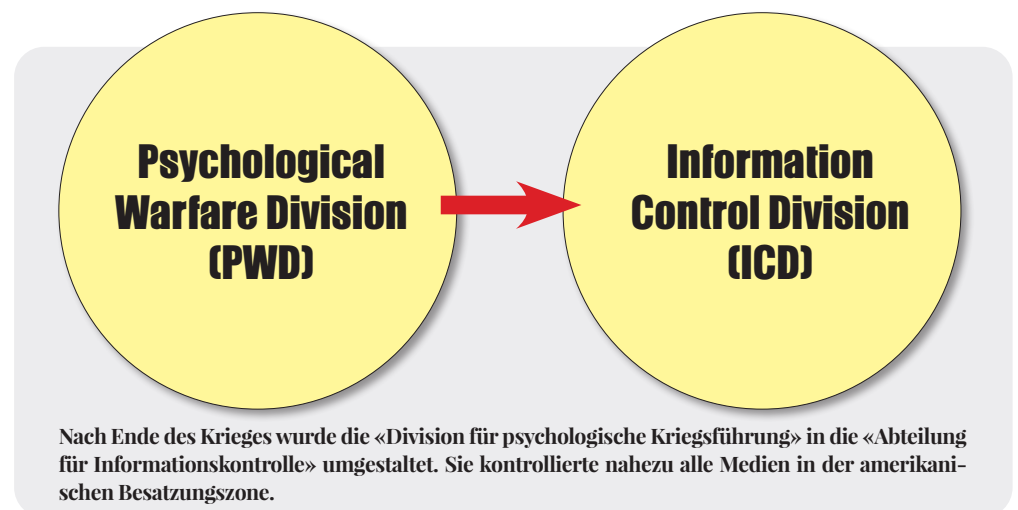 Psychological
Warfare Division
(PWD)
Information
Control Division
(ICD)
Nach Ende des Krieges wurde die «Division für psychologische Kriegsführung» in die «Abteilung
für Informationskontrolle» umgestaltet. Sie kontrollierte nahezu alle Medien in der amerikani-
schen Besatzungszone.